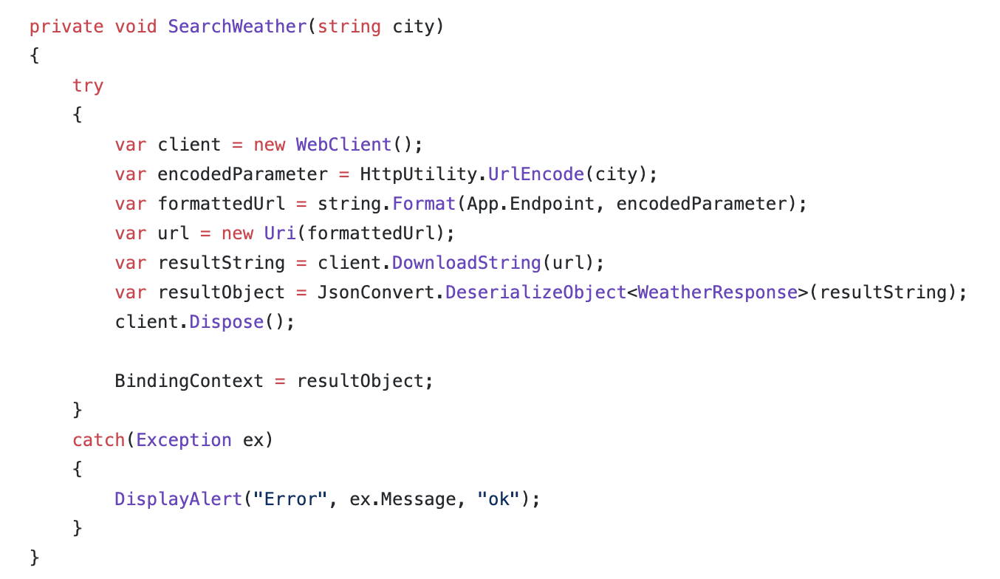 private void SearchWeather(string city)
{
    try
    {
        var client = new WebClient();
        var encodedParameter = HttpUtility.UrlEncode(city);
        var formattedUrl = string.Format(App.Endpoint, encodedParameter);
        var url = new Uri(formattedUrl);
        var resultString = client.DownloadString(url);
        var resultObject = JsonConvert.DeserializeObject<WeatherResponse>(resultString);
        client.Dispose();

        BindingContext = resultObject;
    }
    catch(Exception ex)
    {
        DisplayAlert("Error", ex.Message, "ok");
    }
}